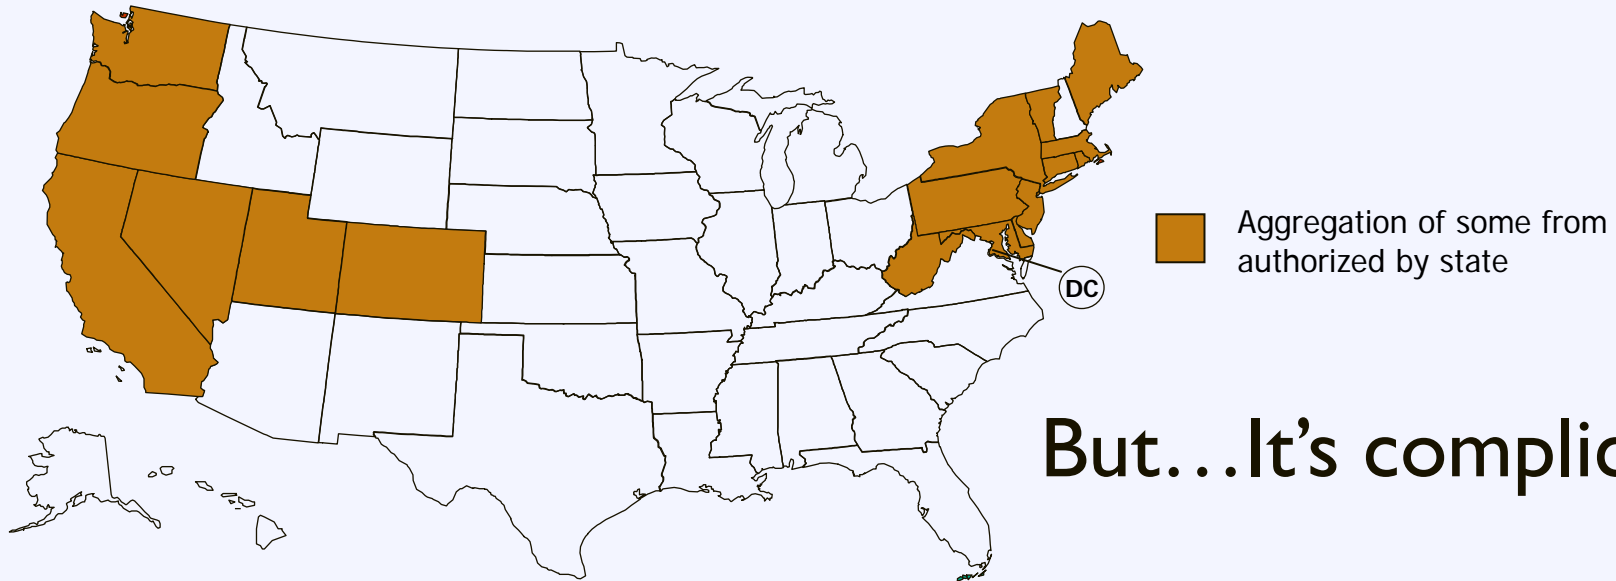 Aggregation of some from
authorized by state
DC
But…It's complic